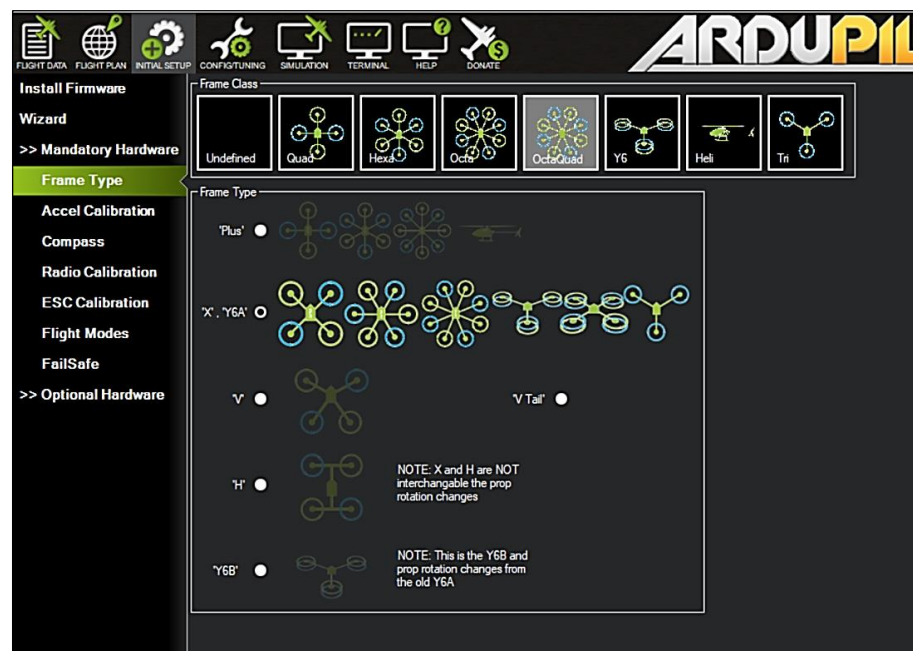 FLIGHT DATA FLIGHT PLAN INITIAL SETUP CONFIG/TUNING SIMULATION TERMINAL HELP DONATE
ARDUPIL
Install Firmware
Wizard
>> Mandatory Hardware
Frame Type
Accel Calibration
Compass
Radio Calibration
ESC Calibration
Flight Modes
FailSafe
>> Optional Hardware
Frame Class
Undefined Quad Hexa Octa OctaQuad Y6 Heli Tri
Frame Type
'Plus'
'X', 'Y6A'
'V'
'V Tail'
'H'
NOTE: X and H are NOT
interchangable the prop
rotation changes
'Y6B'
NOTE: This is the Y6B and
prop rotation changes from
the old Y6A